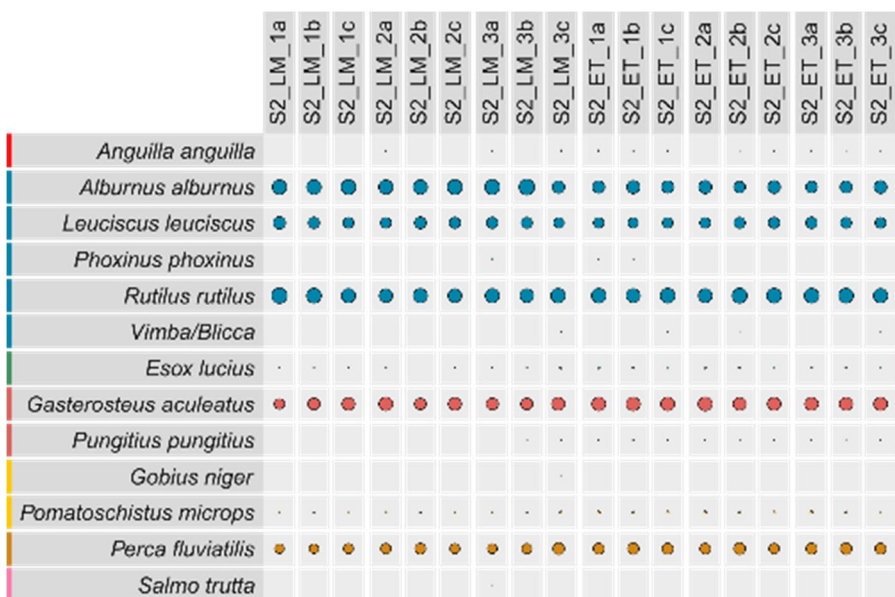 S2_LM_1a
S2_LM_1b
S2_LM_1c
S2_LM_2a
S2_LM_2b
S2_LM_2c
S2_LM_3a
S2_LM_3b
S2_LM_3c
S2_ET_1a
S2_ET_1b
S2_ET_1c
S2_ET_2a
S2_ET_2b
S2_ET_2c
S2_ET_3a
S2_ET_3b
S2_ET_3c
Anguilla anguilla
Alburnus alburnus
Leuciscus leuciscus
Phoxinus phoxinus
Rutilus rutilus
Vimba/Blicca
Esox lucius
Gasterosteus aculeatus
Pungitius pungitius
Gobius niger
Pomatoschistus microps
Perca fluviatilis
Salmo trutta